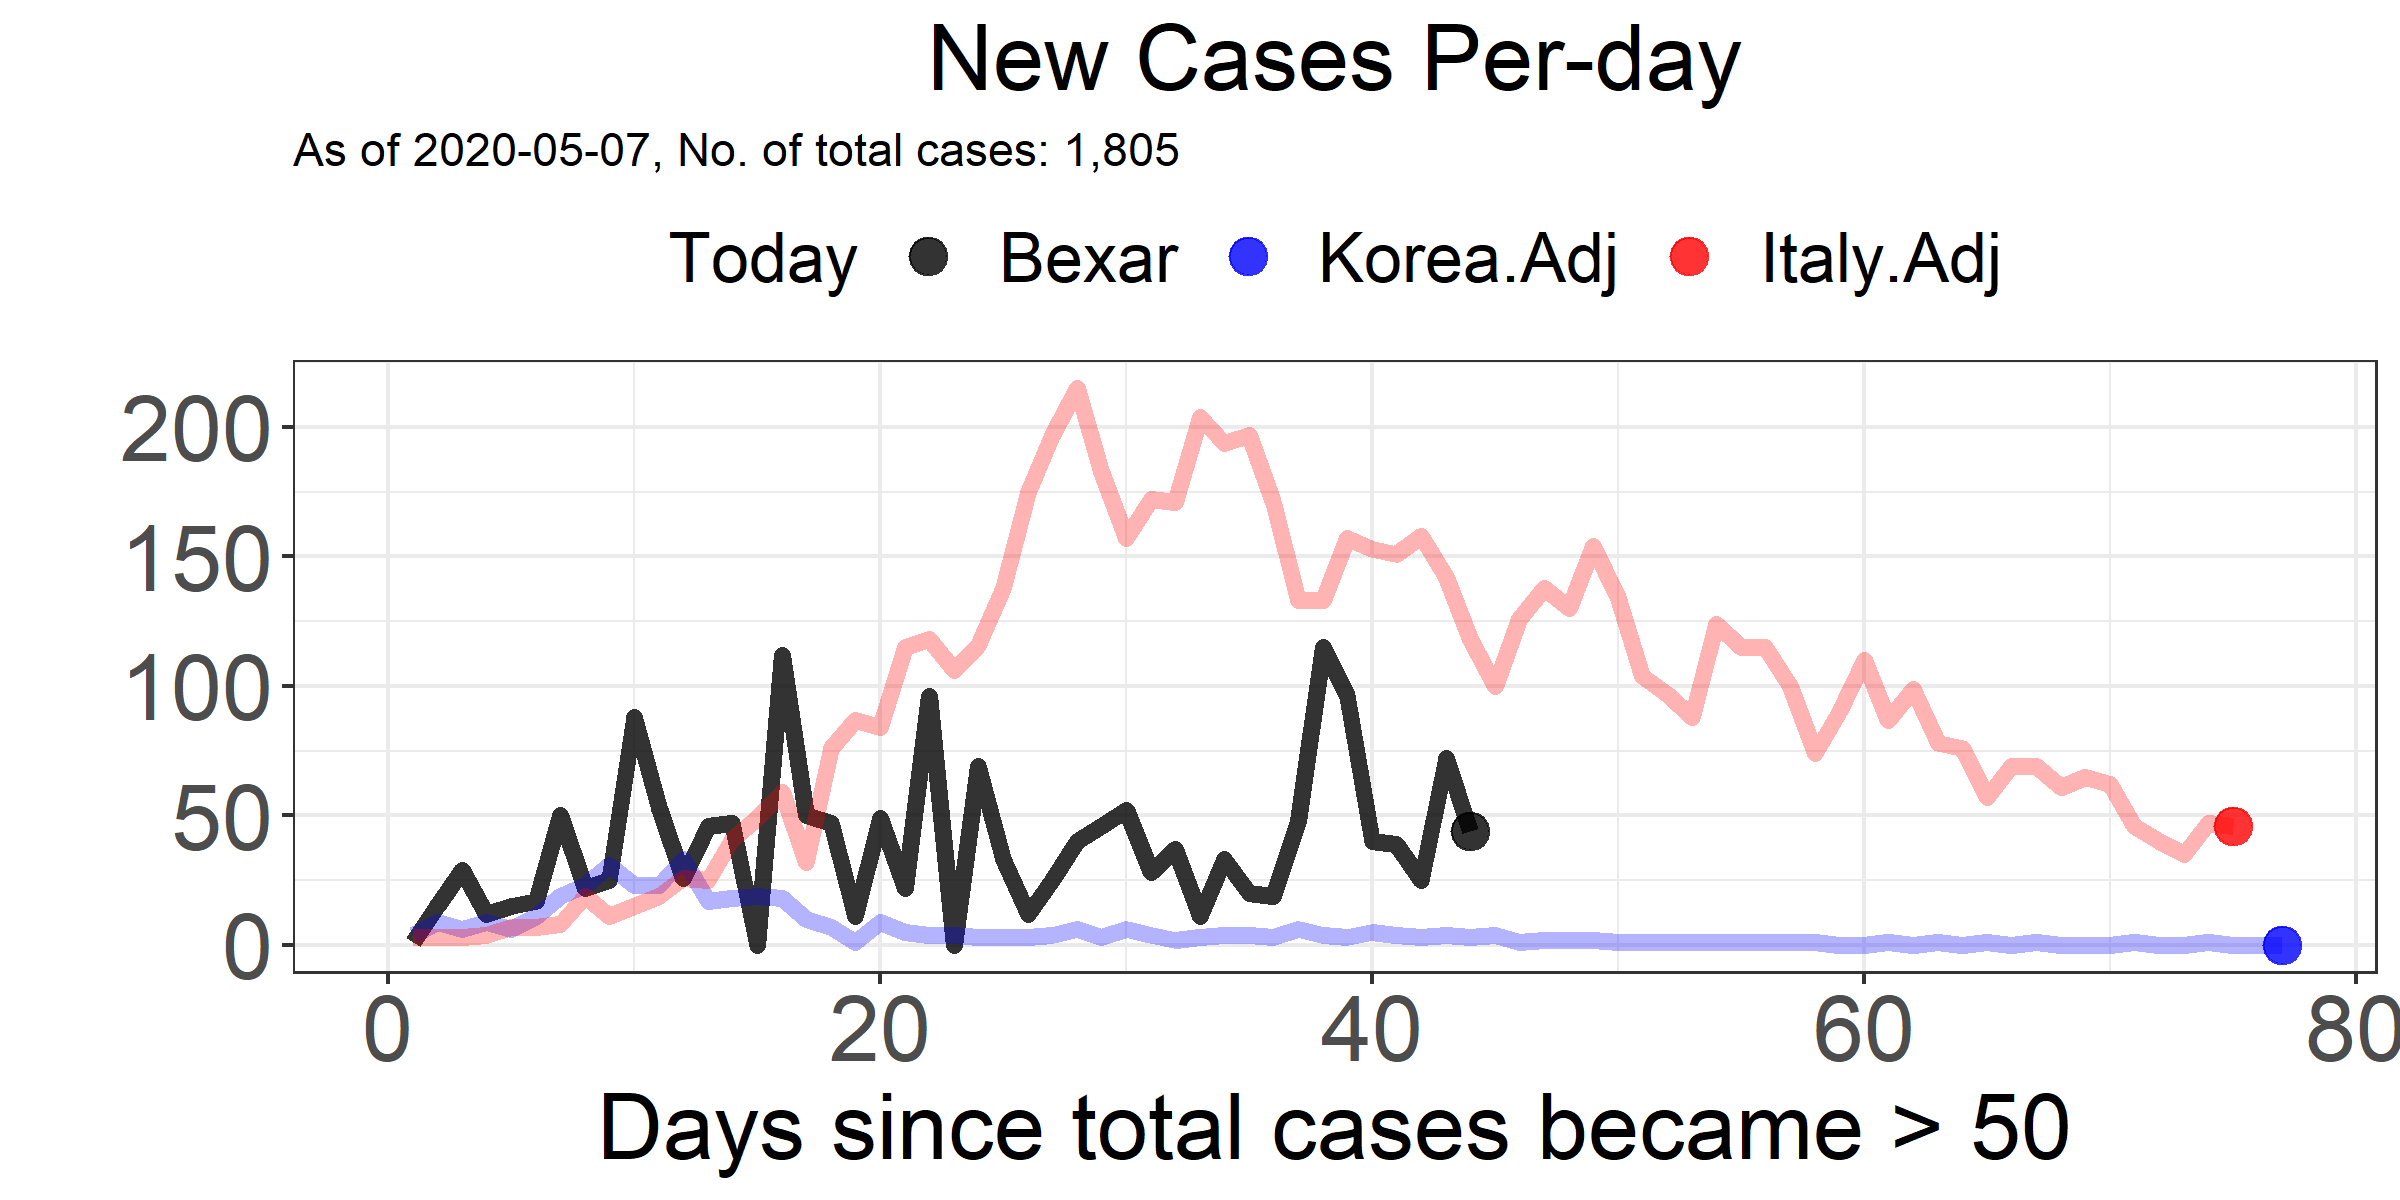 New Cases Per-day
As of 2020-05-07, No. of total cases: 1,805
Today Bexar Korea.Adj Italy.Adj
200
150
100
50
0
0 20 40 60 80
Days since total cases became > 50